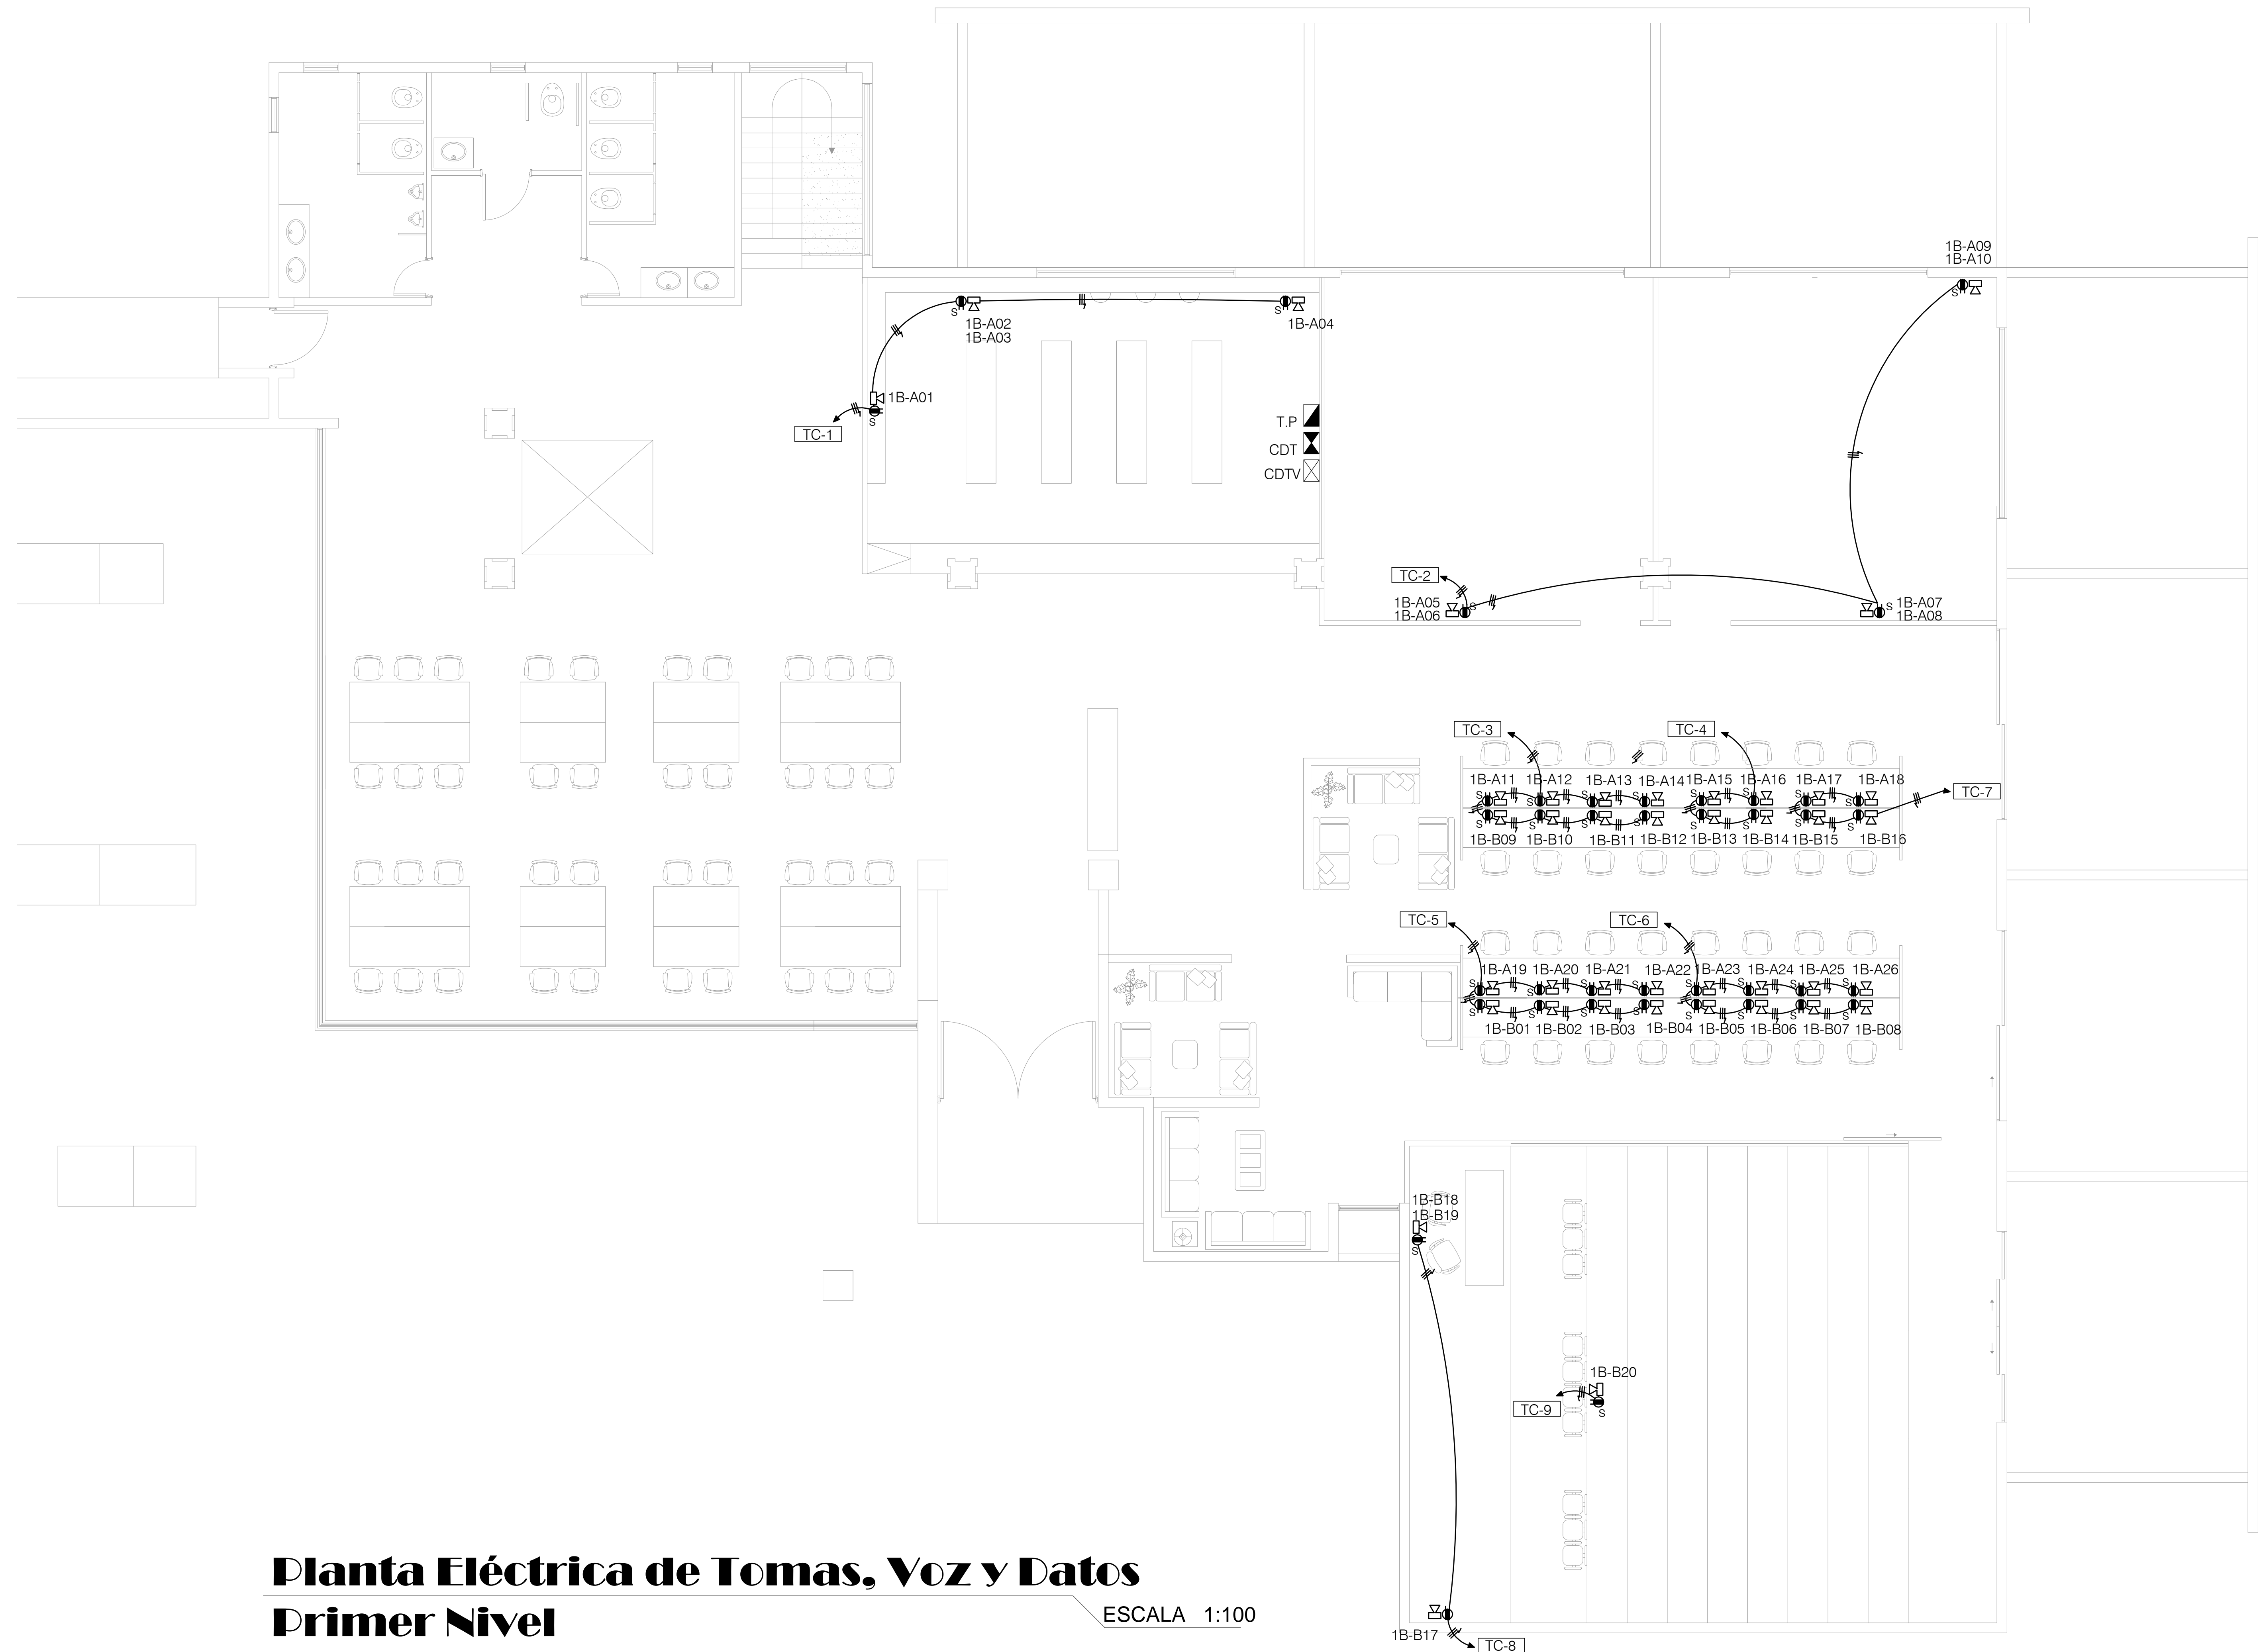 1B-A09
1B-A10
1B-A02
1B-A03
S
S
1B-A04
S
1B-A01
S
TC-1
T.P
CDT
CDTV
TC-2
1B-A05
1B-A06
S
S
1B-A07
1B-A08
TC-3
TC-4
1B-A11 1B-A12 1B-A13 1B-A14 1B-A15 1B-A16 1B-A17 1B-A18
TC-7
S S S S S S S S
S S S S S S S S
1B-B09 1B-B10 1B-B11 1B-B12 1B-B13 1B-B14 1B-B15 1B-B16
TC-5
TC-6
1B-A19 1B-A20 1B-A21 1B-A22 1B-A23 1B-A24 1B-A25 1B-A26
S S S S S S S S
S S S S S S S S
1B-B01 1B-B02 1B-B03 1B-B04 1B-B05 1B-B06 1B-B07 1B-B08
1B-B18
1B-B19
S
1B-B20
TC-9
S
1B-B17
TC-8
Planta Eléctrica de Tomas, Voz y Datos
Primer Nivel
ESCALA 1:100